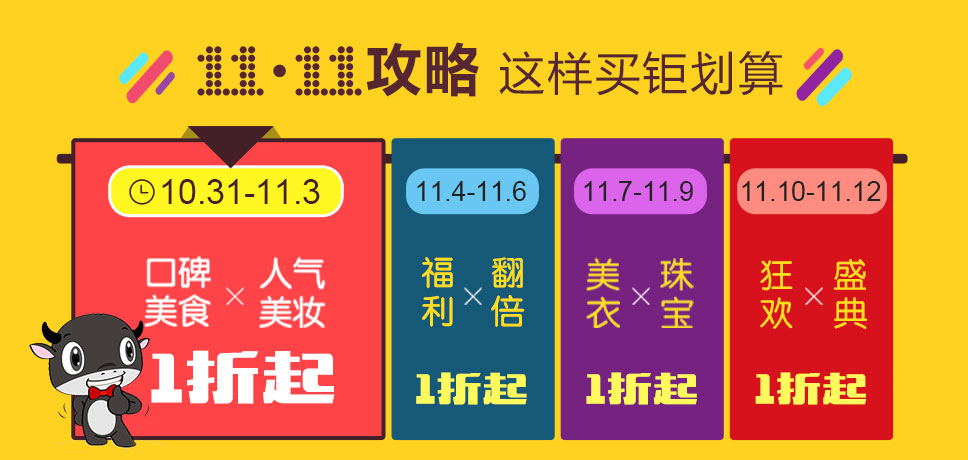 11·11攻略 这样买钜划算
10.31-11.3
口碑美食 × 人气美妆
1折起
11.4-11.6
福利 × 翻倍
1折起
11.7-11.9
美衣 × 珠宝
1折起
11.10-11.12
狂欢 × 盛典
1折起